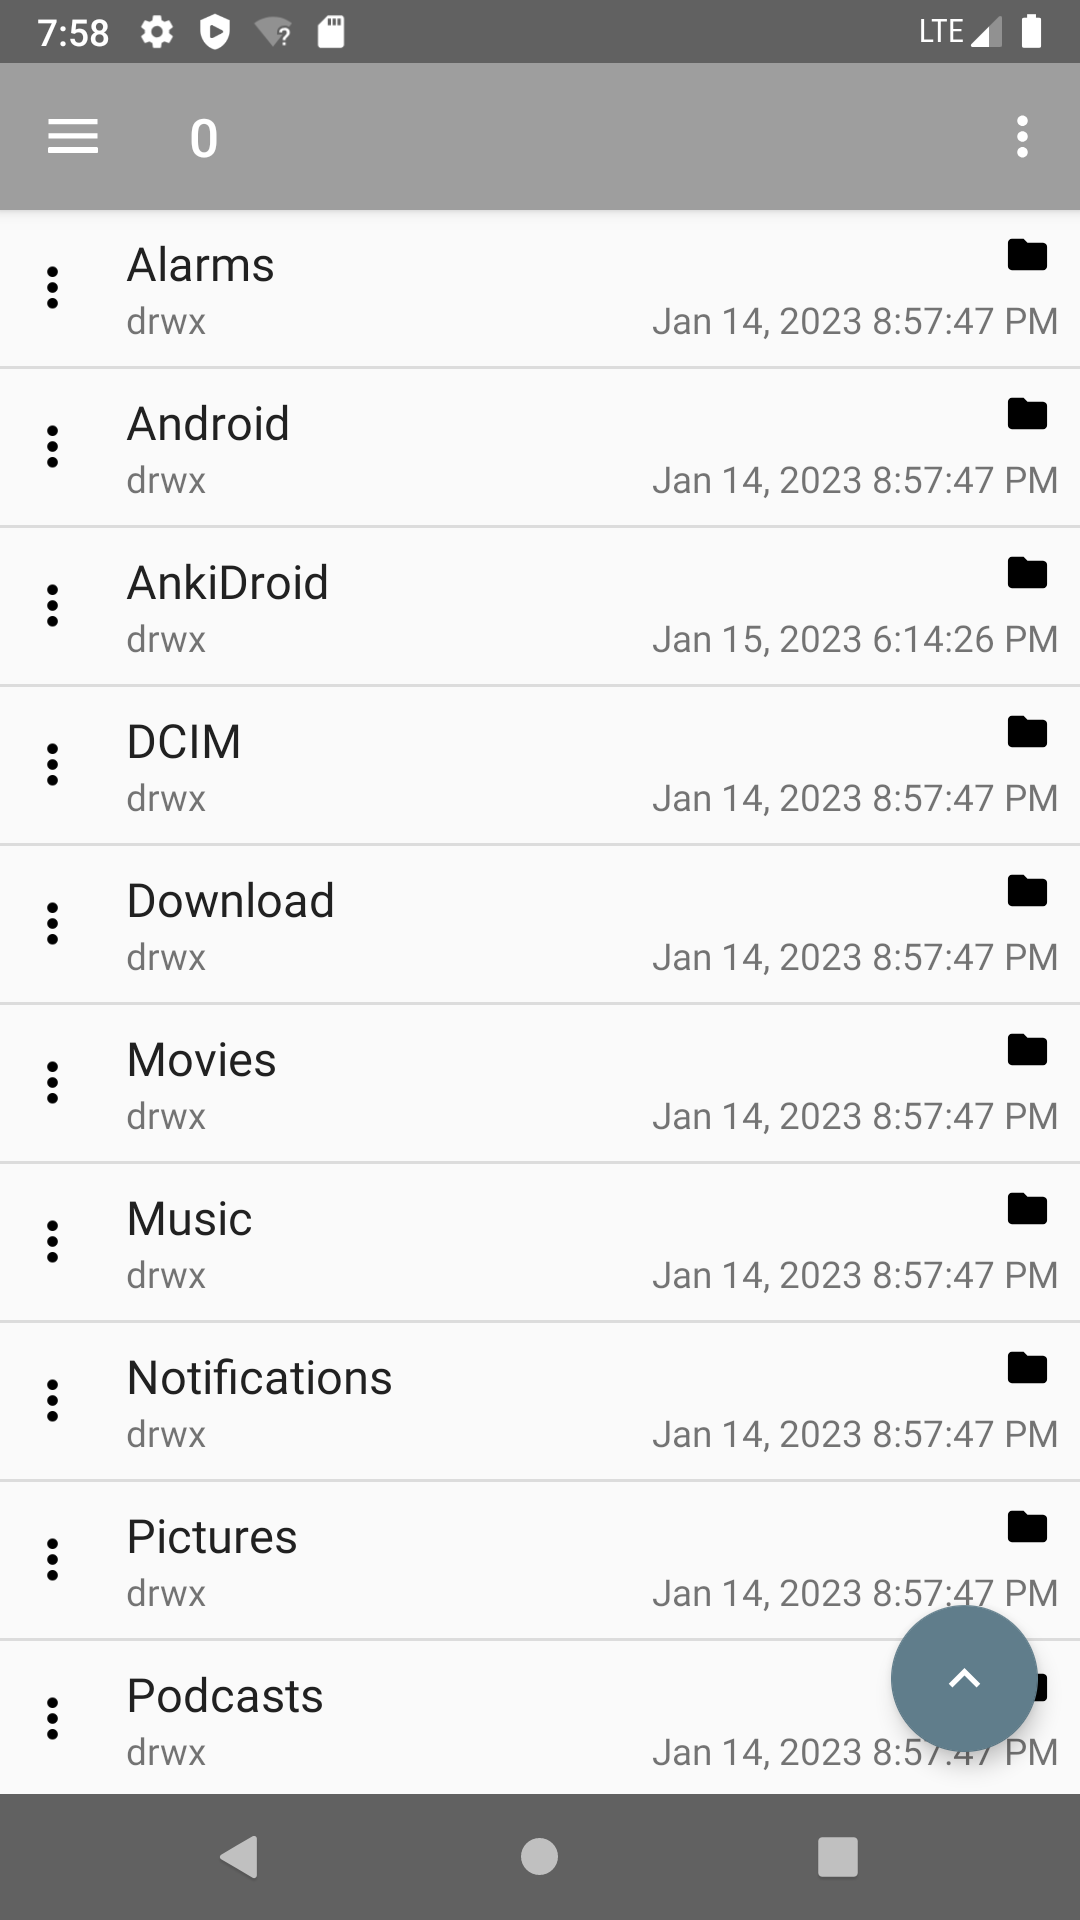 7:58
LTE
0
Alarms
drwx
Jan 14, 2023 8:57:47 PM
Android
drwx
Jan 14, 2023 8:57:47 PM
AnkiDroid
drwx
Jan 15, 2023 6:14:26 PM
DCIM
drwx
Jan 14, 2023 8:57:47 PM
Download
drwx
Jan 14, 2023 8:57:47 PM
Movies
drwx
Jan 14, 2023 8:57:47 PM
Music
drwx
Jan 14, 2023 8:57:47 PM
Notifications
drwx
Jan 14, 2023 8:57:47 PM
Pictures
drwx
Jan 14, 2023 8:57:47 PM
Podcasts
drwx
Jan 14, 2023 8:57:47 PM